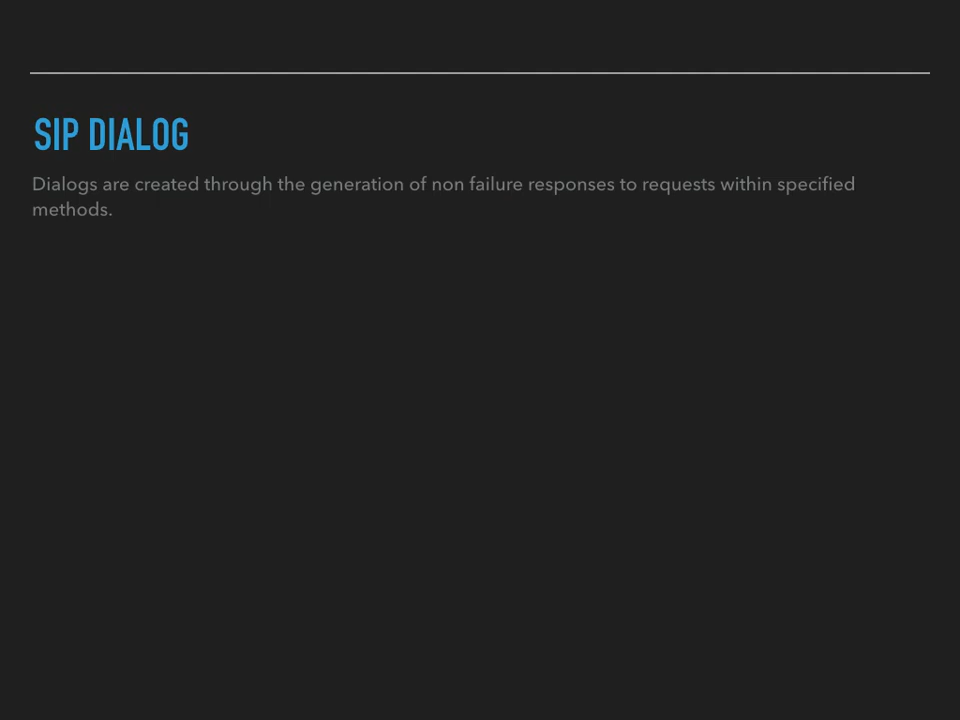 SIP DIALOG
Dialogs are created through the generation of non failure responses to requests within specified
methods.